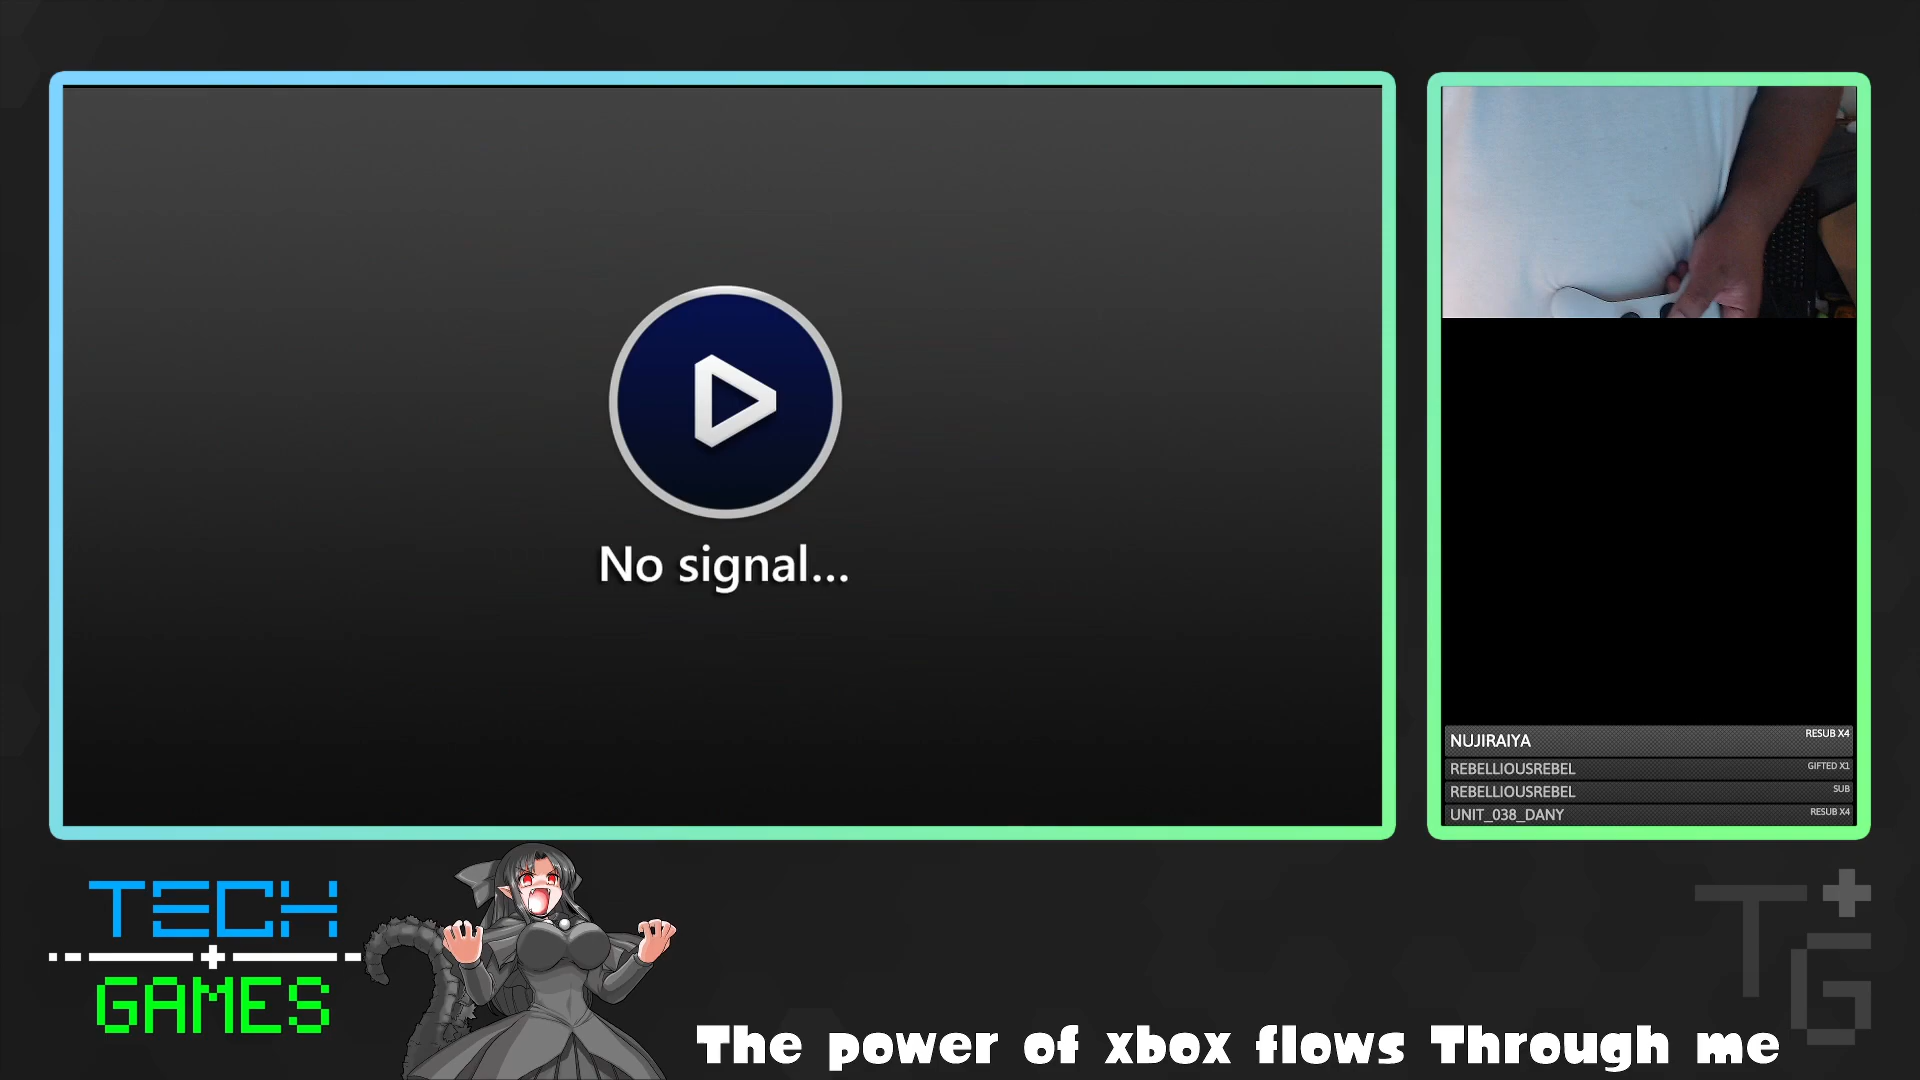 No signal...
NUJIRAIYA RESUB X4
REBELLIOUSREBEL GIFTED X1
REBELLIOUSREBEL SUB
UNIT_038_DANY RESUB X4
TECH
GAMES
The power of xbox flows Through me
TG